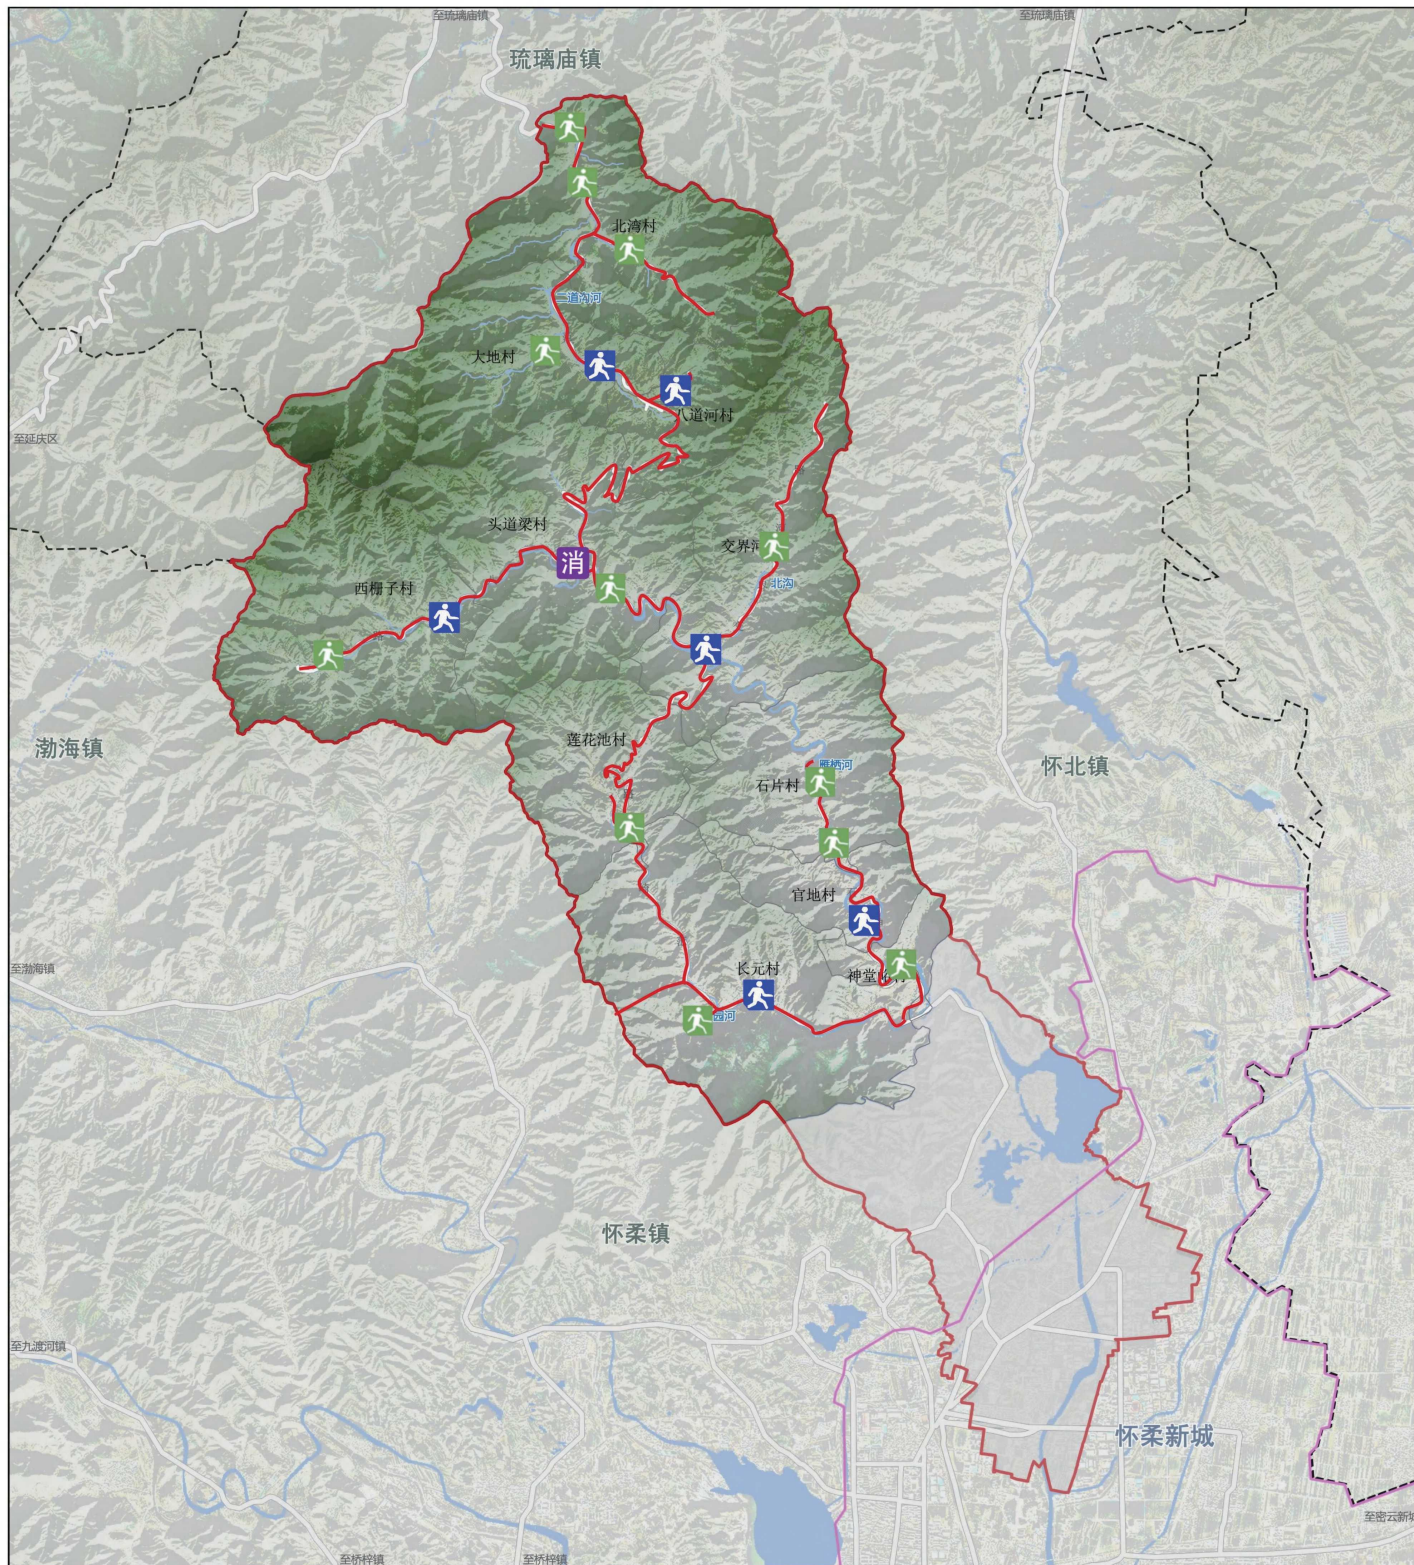 至琉璃庙镇
至琉璃庙镇
琉璃庙镇
北湾村
二道沟河
大地村
八道河村
至延庆区
头道梁村
消
交界河
北沟
西栅子村
莲花池村
渤海镇
雁栖河
石片村
怀北镇
官地村
长元村
神堂峪村
至渤海镇
园河
怀柔镇
至九渡河镇
怀柔新城
至密云新城
至桥梓镇
至桥梓镇